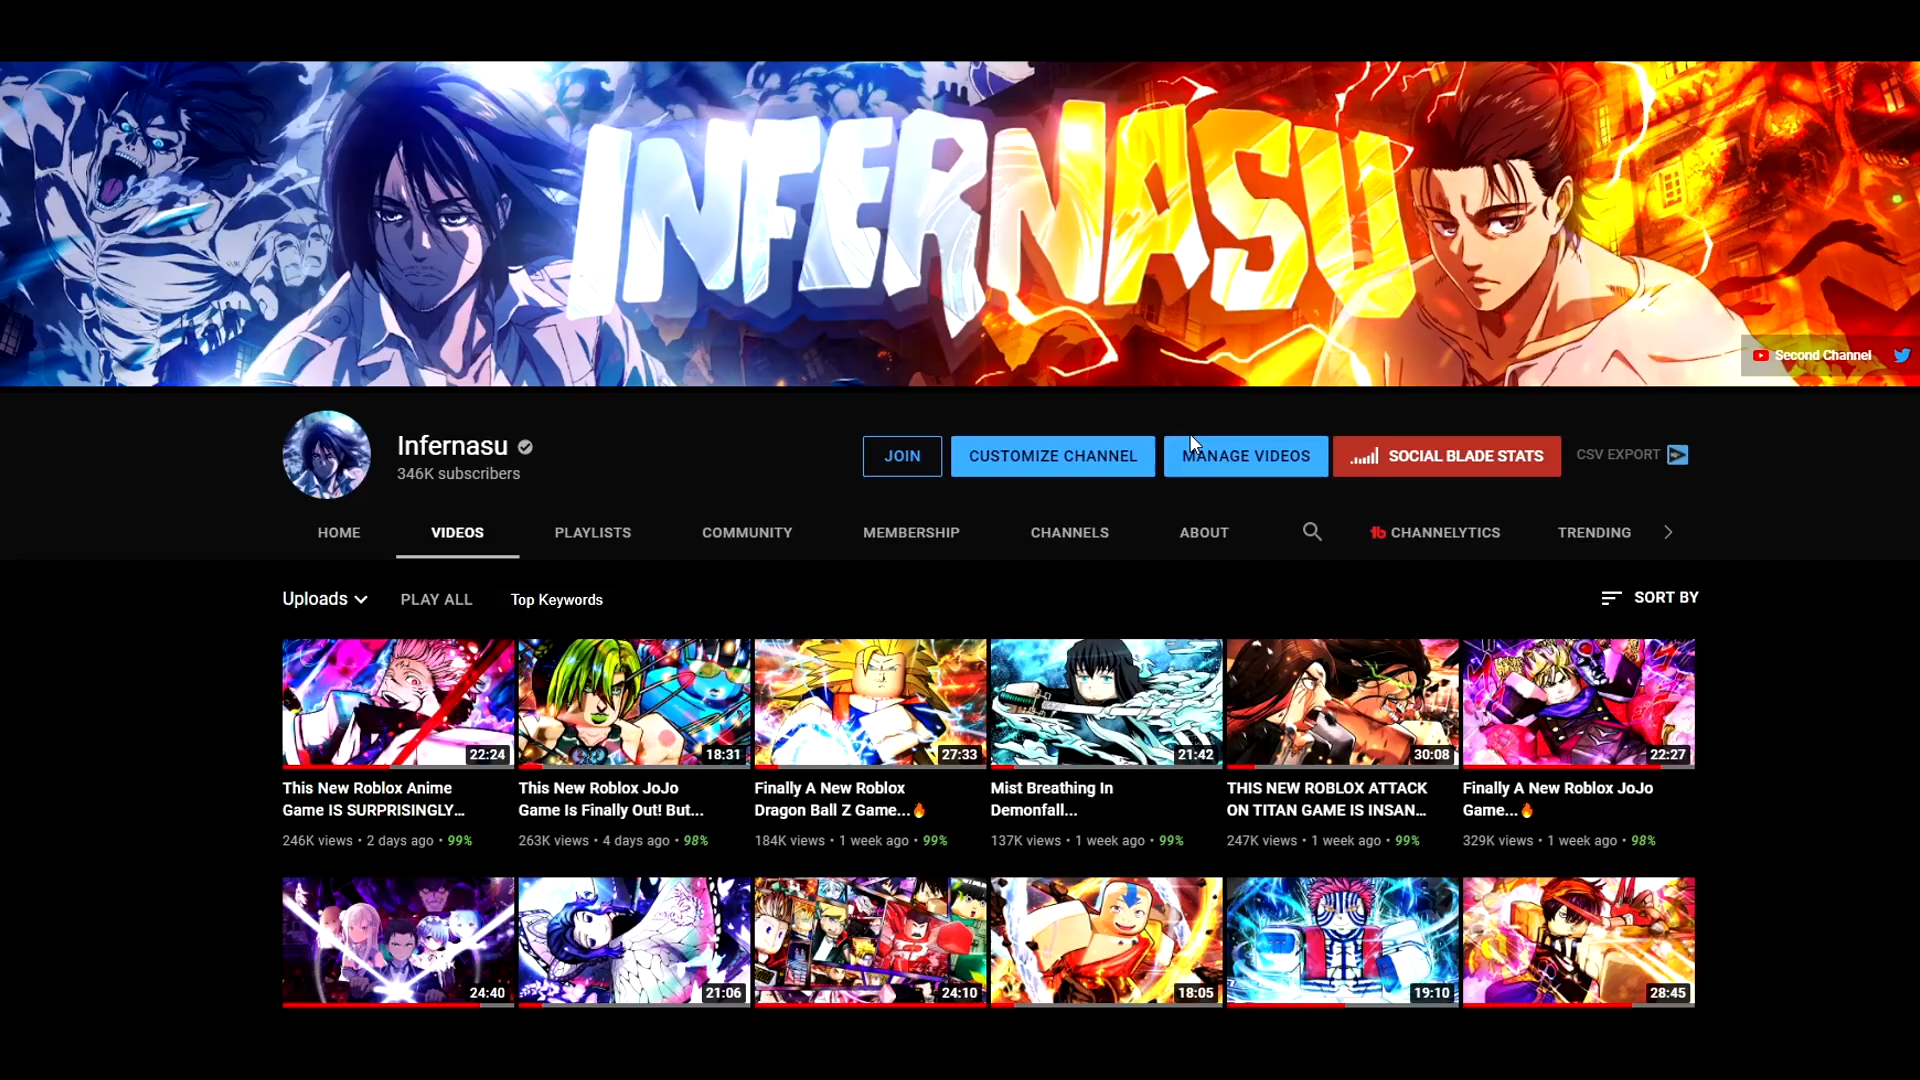 INFERNASU
Second Channel
Infernasu
346K subscribers
JOIN
CUSTOMIZE CHANNEL
MANAGE VIDEOS
SOCIAL BLADE STATS
CSV EXPORT
HOME
VIDEOS
PLAYLISTS
COMMUNITY
MEMBERSHIP
CHANNELS
ABOUT
CHANNELYTICS
TRENDING
Uploads
PLAY ALL
Top Keywords
SORT BY
22:24
18:31
27:33
21:42
30:08
22:27
This New Roblox Anime
Game IS SURPRISINGLY...
246K views • 2 days ago • 99%
This New Roblox JoJo
Game Is Finally Out! But...
263K views • 4 days ago • 98%
Finally A New Roblox
Dragon Ball Z Game...🔥
184K views • 1 week ago • 99%
Mist Breathing In
Demonfall...
137K views • 1 week ago • 99%
THIS NEW ROBLOX ATTACK
ON TITAN GAME IS INSAN...
247K views • 1 week ago • 99%
Finally A New Roblox JoJo
Game...🔥
329K views • 1 week ago • 98%
24:40
21:06
24:10
18:05
19:10
28:45